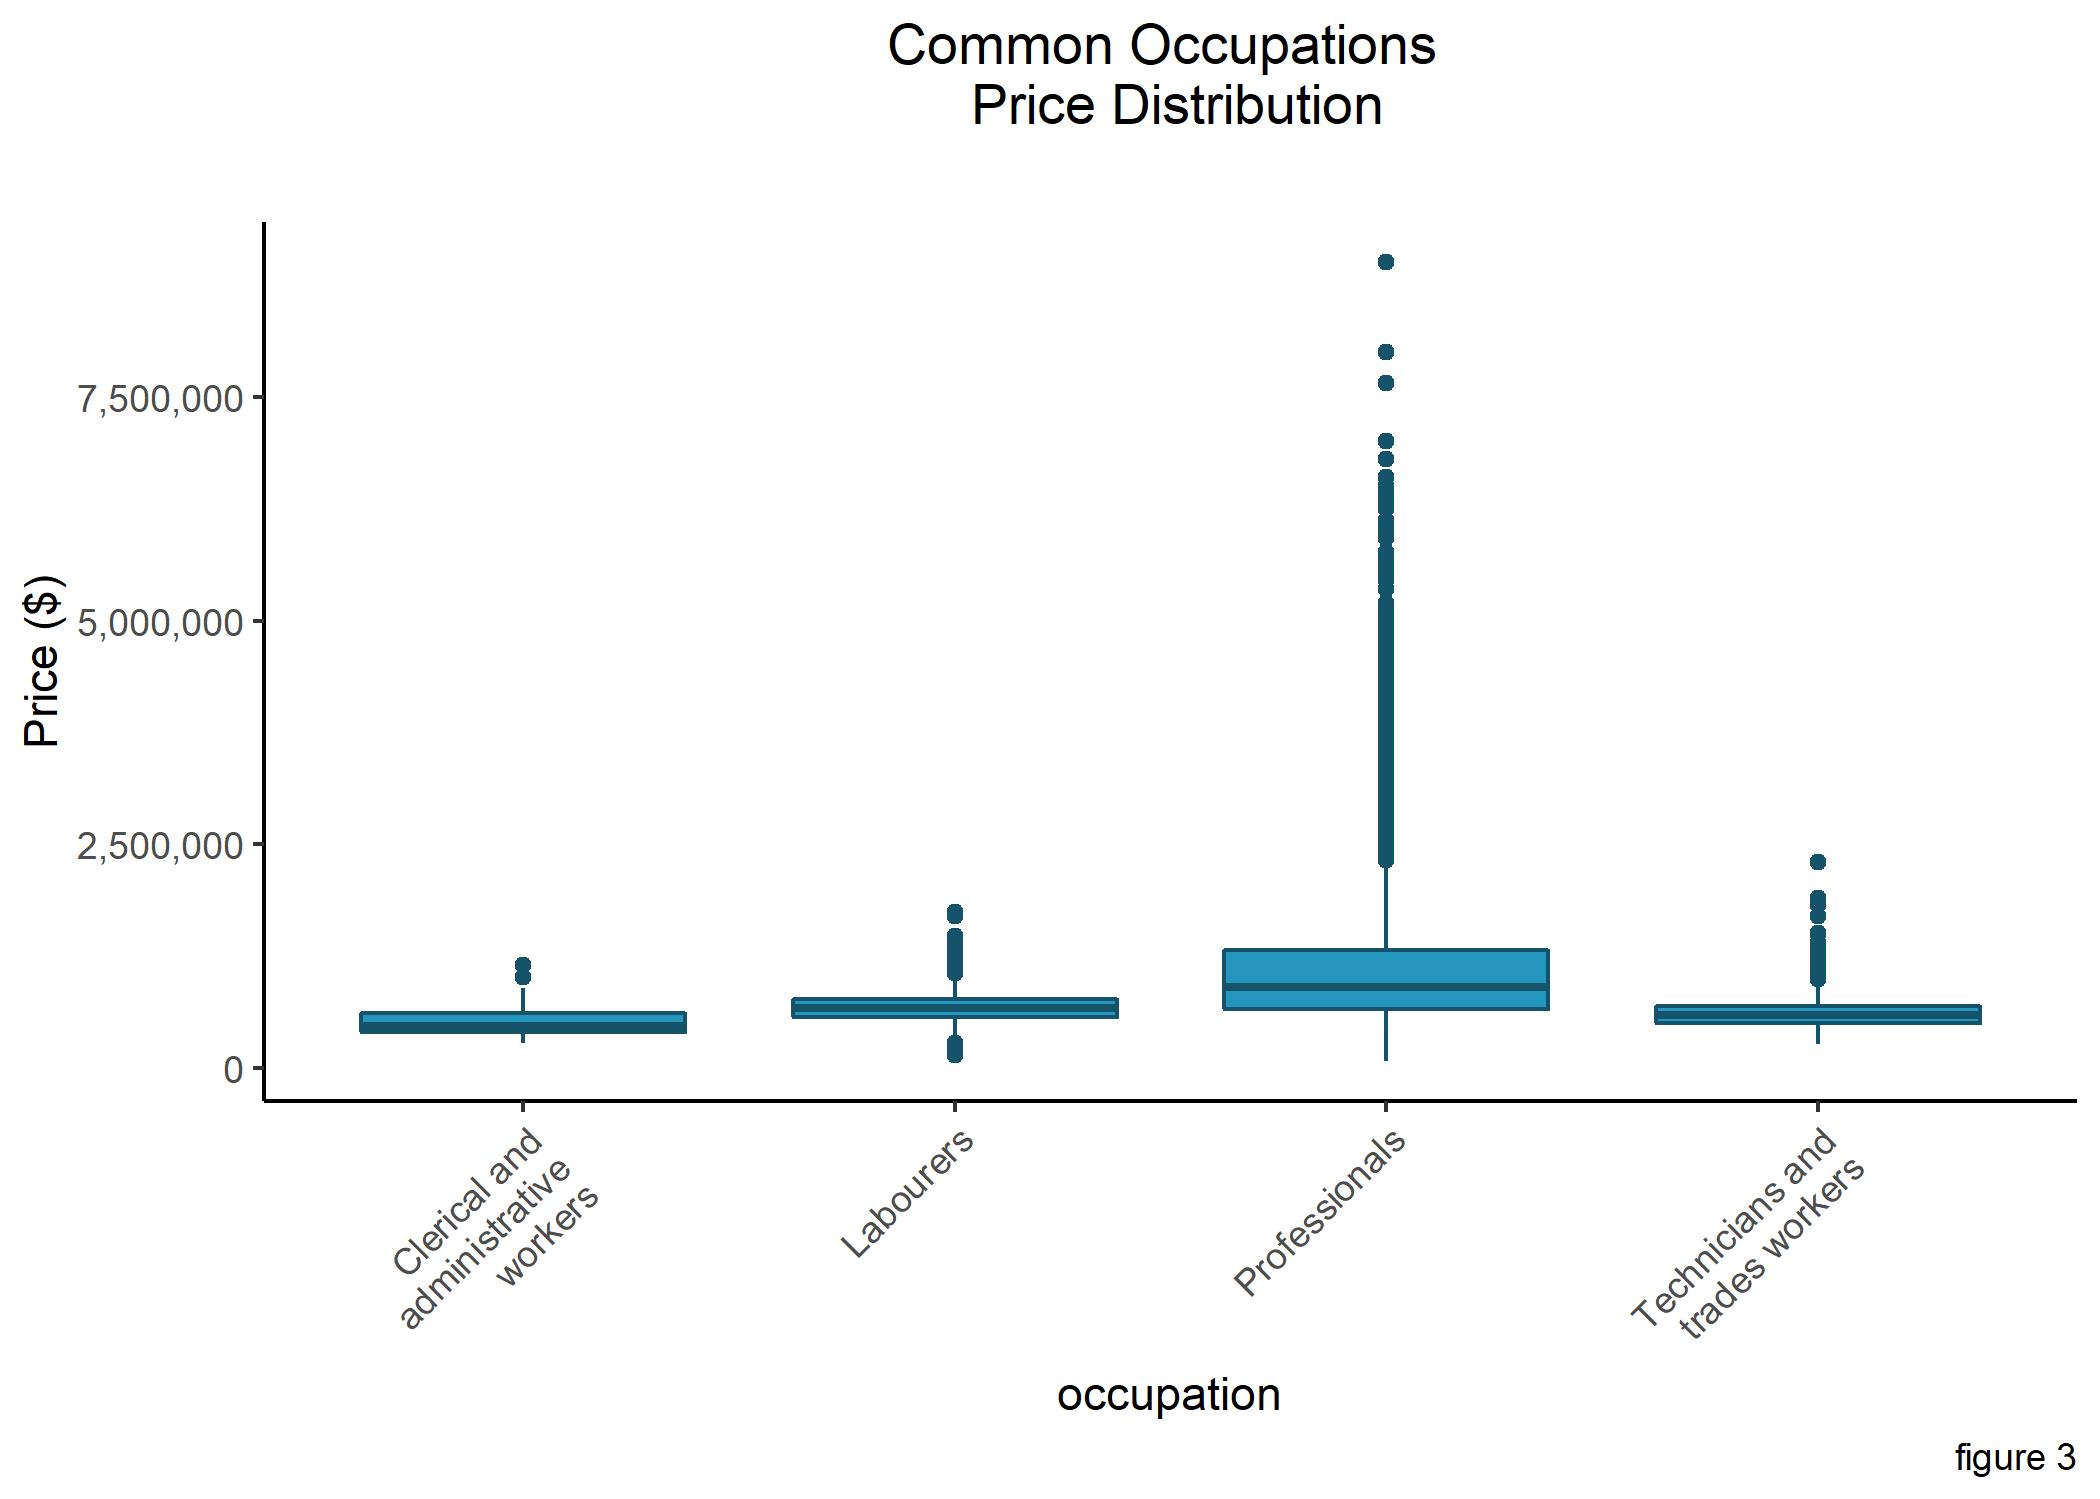 Common Occupations
Price Distribution
Price ($)
7,500,000
5,000,000
2,500,000
0
Clerical and
administrative
workers
Labourers
Professionals
Technicians and
trades workers
occupation
figure 3